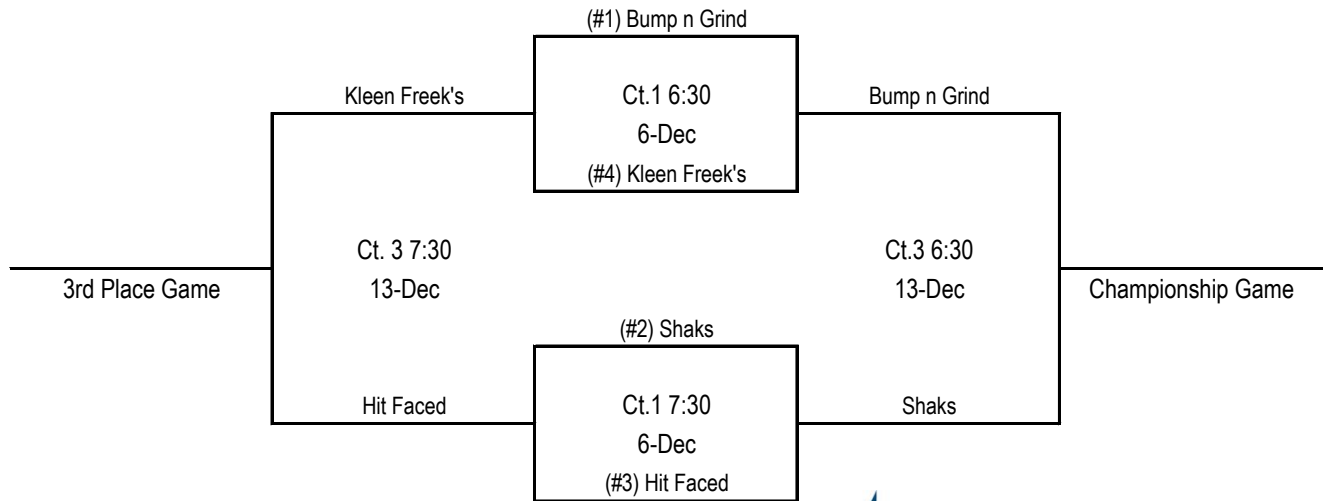 (#1) Bump n Grind
Kleen Freek's
Ct.1 6:30
Bump n Grind
6-Dec
(#4) Kleen Freek's
Ct. 3 7:30
Ct.3 6:30
3rd Place Game
13-Dec
13-Dec
Championship Game
(#2) Shaks
Hit Faced
Ct.1 7:30
Shaks
6-Dec
(#3) Hit Faced